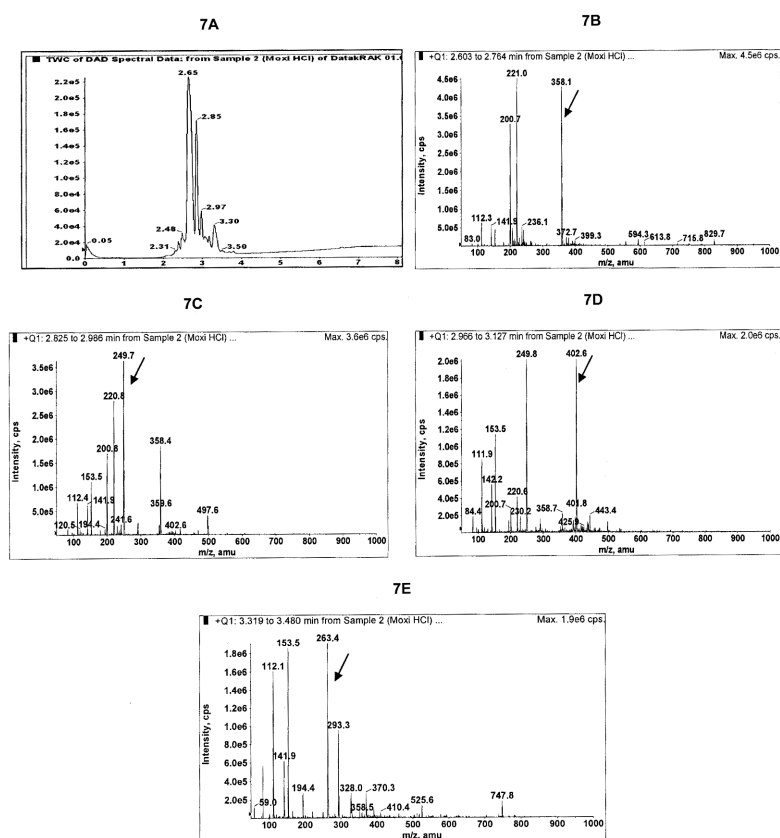 7A
TWC of DAD Spectral Data: from Sample 2 (Moxi HCl) of DatakRAK 01.
2.2e5
2.0e5
1.8e5
1.6e5
1.4e5
1.2e5
1.0e5
8.0e4
6.0e4
4.0e4
2.0e4
0.0
2.65
2.85
2.97
3.30
2.48
2.31
3.50
0.05
0 1 2 3 4 5 6 7 8
7B
+Q1: 2.603 to 2.764 min from Sample 2 (Moxi HCl) ... Max. 4.5e6 cps.
Intensity, cps
4.5e6
4.0e6
3.5e6
3.0e6
2.5e6
2.0e6
1.5e6
1.0e6
5.0e5
221.0
358.1
200.7
112.3
141.9
236.1
83.0
372.7
399.3
594.3
613.8
715.8
829.7
100 200 300 400 500 600 700 800 900 1000
m/z, amu
7C
+Q1: 2.825 to 2.986 min from Sample 2 (Moxi HCl) ... Max. 3.6e6 cps.
Intensity, cps
3.5e6
3.0e6
2.5e6
2.0e6
1.5e6
1.0e6
5.0e5
249.7
220.8
200.8
358.4
153.5
112.4
141.9
359.6
497.6
120.5
194.4
241.6
402.6
100 200 300 400 500 600 700 800 900 1000
m/z, amu
7D
+Q1: 2.966 to 3.127 min from Sample 2 (Moxi HCl) ... Max. 2.0e6 cps.
Intensity, cps
2.0e6
1.8e6
1.6e6
1.4e6
1.2e6
1.0e6
8.0e5
6.0e5
4.0e5
2.0e5
249.8
402.6
153.5
111.9
142.2
220.6
200.7
358.7
401.8
84.4
230.2
425.9
443.4
100 200 300 400 500 600 700 800 900 1000
m/z, amu
7E
+Q1: 3.319 to 3.480 min from Sample 2 (Moxi HCl) ... Max. 1.9e6 cps.
Intensity, cps
1.8e6
1.6e6
1.4e6
1.2e6
1.0e6
8.0e5
6.0e5
4.0e5
2.0e5
263.4
153.5
112.1
293.3
141.9
194.4
328.0
370.3
59.0
358.5
410.4
525.6
747.8
100 200 300 400 500 600 700 800 900 1000
m/z, amu